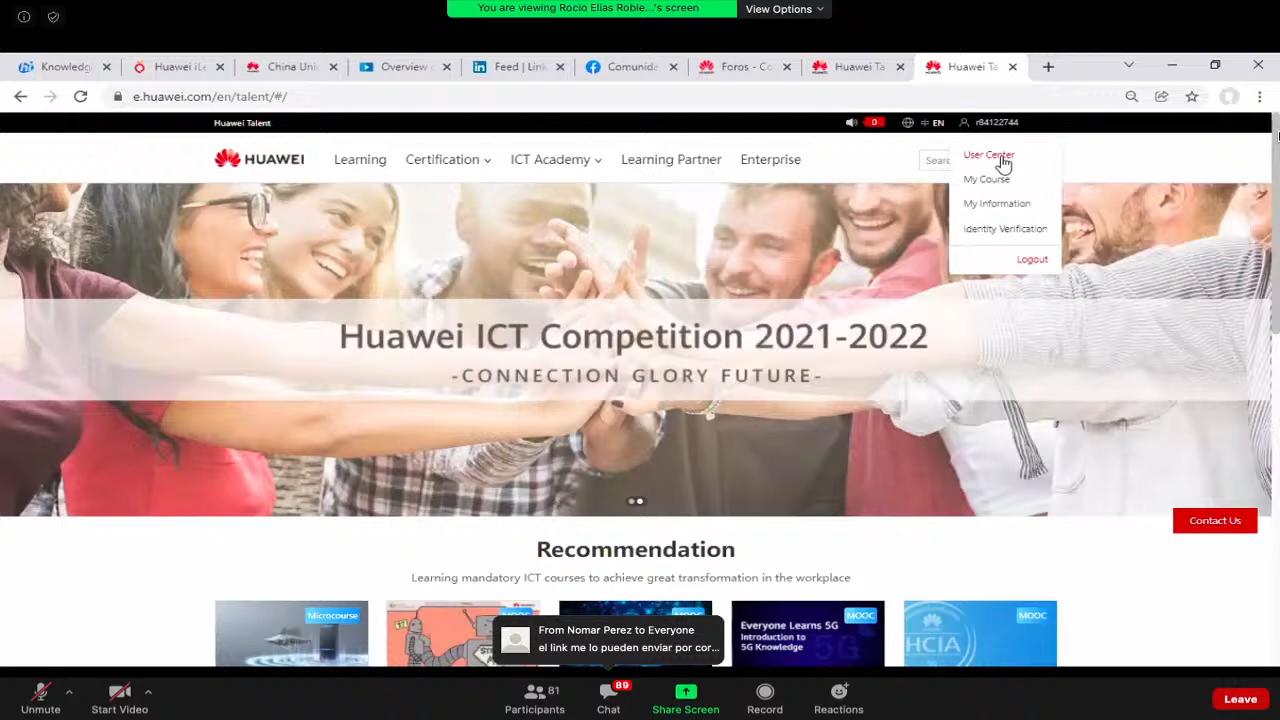 You are viewing Rocio Elias Roble...'s screen
View Options
Knowledg
Huawei iLe
China Uni
Overview
Feed | Link
Comunida
Foros - Co
Huawei Ta
Huawei Ta
e.huawei.com/en/talent/#/
Huawei Talent
0
中 EN
r84122744
HUAWEI
Learning
Certification
ICT Academy
Learning Partner
Enterprise
Searc
User Center
My Course
My Information
Identity Verification
Logout
Huawei ICT Competition 2021-2022
-CONNECTION GLORY FUTURE-
Contact Us
Recommendation
Learning mandatory ICT courses to achieve great transformation in the workplace
Microcourse
MOOC
MOOC
Everyone Learns 5G
Introduction to
5G Knowledge
5G
HCIA
From Nomar Perez to Everyone
el link me lo pueden enviar por cor...
Unmute
Start Video
81
Participants
89
Chat
Share Screen
Record
Reactions
Leave